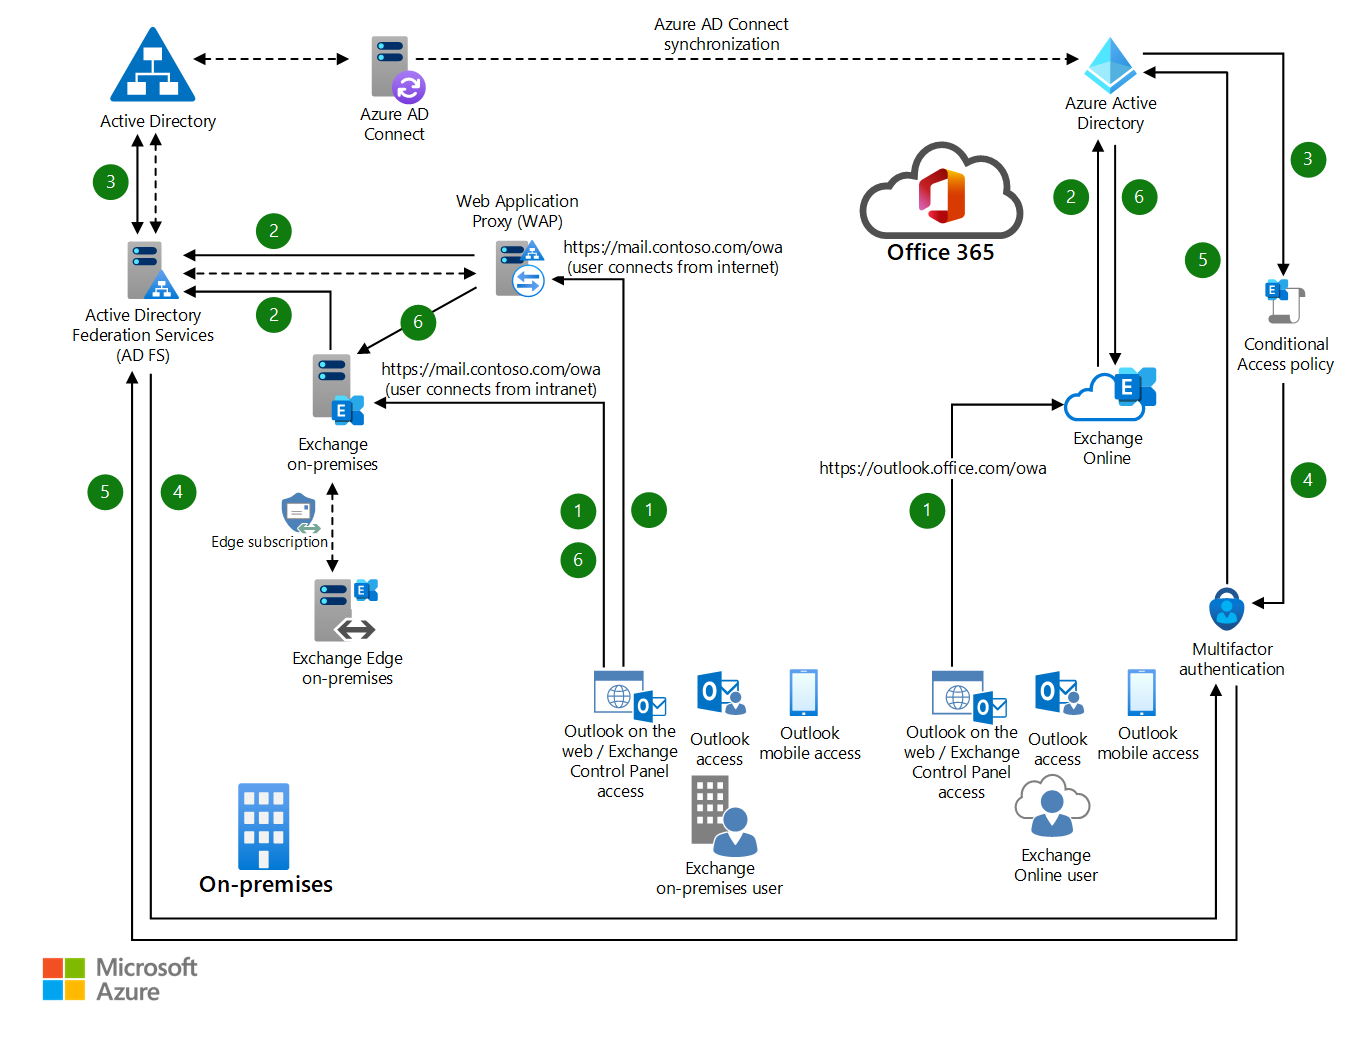 Azure AD Connect
synchronization
Active Directory
Azure AD
Connect
Azure Active
Directory
3
3
2
6
Web Application
Proxy (WAP)
2
https://mail.contoso.com/owa
(user connects from internet)
Office 365
5
Active Directory
Federation Services
(AD FS)
2
6
Conditional
Access policy
https://mail.contoso.com/owa
(user connects from intranet)
E
E
E
Exchange
on-premises
Exchange
Online
https://outlook.office.com/owa
5
4
1
1
1
4
Edge subscription
6
E
Exchange Edge
on-premises
Multifactor
authentication
O
O
O
O
Outlook on the
web / Exchange
Control Panel
access
Outlook
access
Outlook
mobile access
Outlook on the
web / Exchange
Control Panel
access
Outlook
access
Outlook
mobile access
Exchange
on-premises user
Exchange
Online user
On-premises
Microsoft
Azure